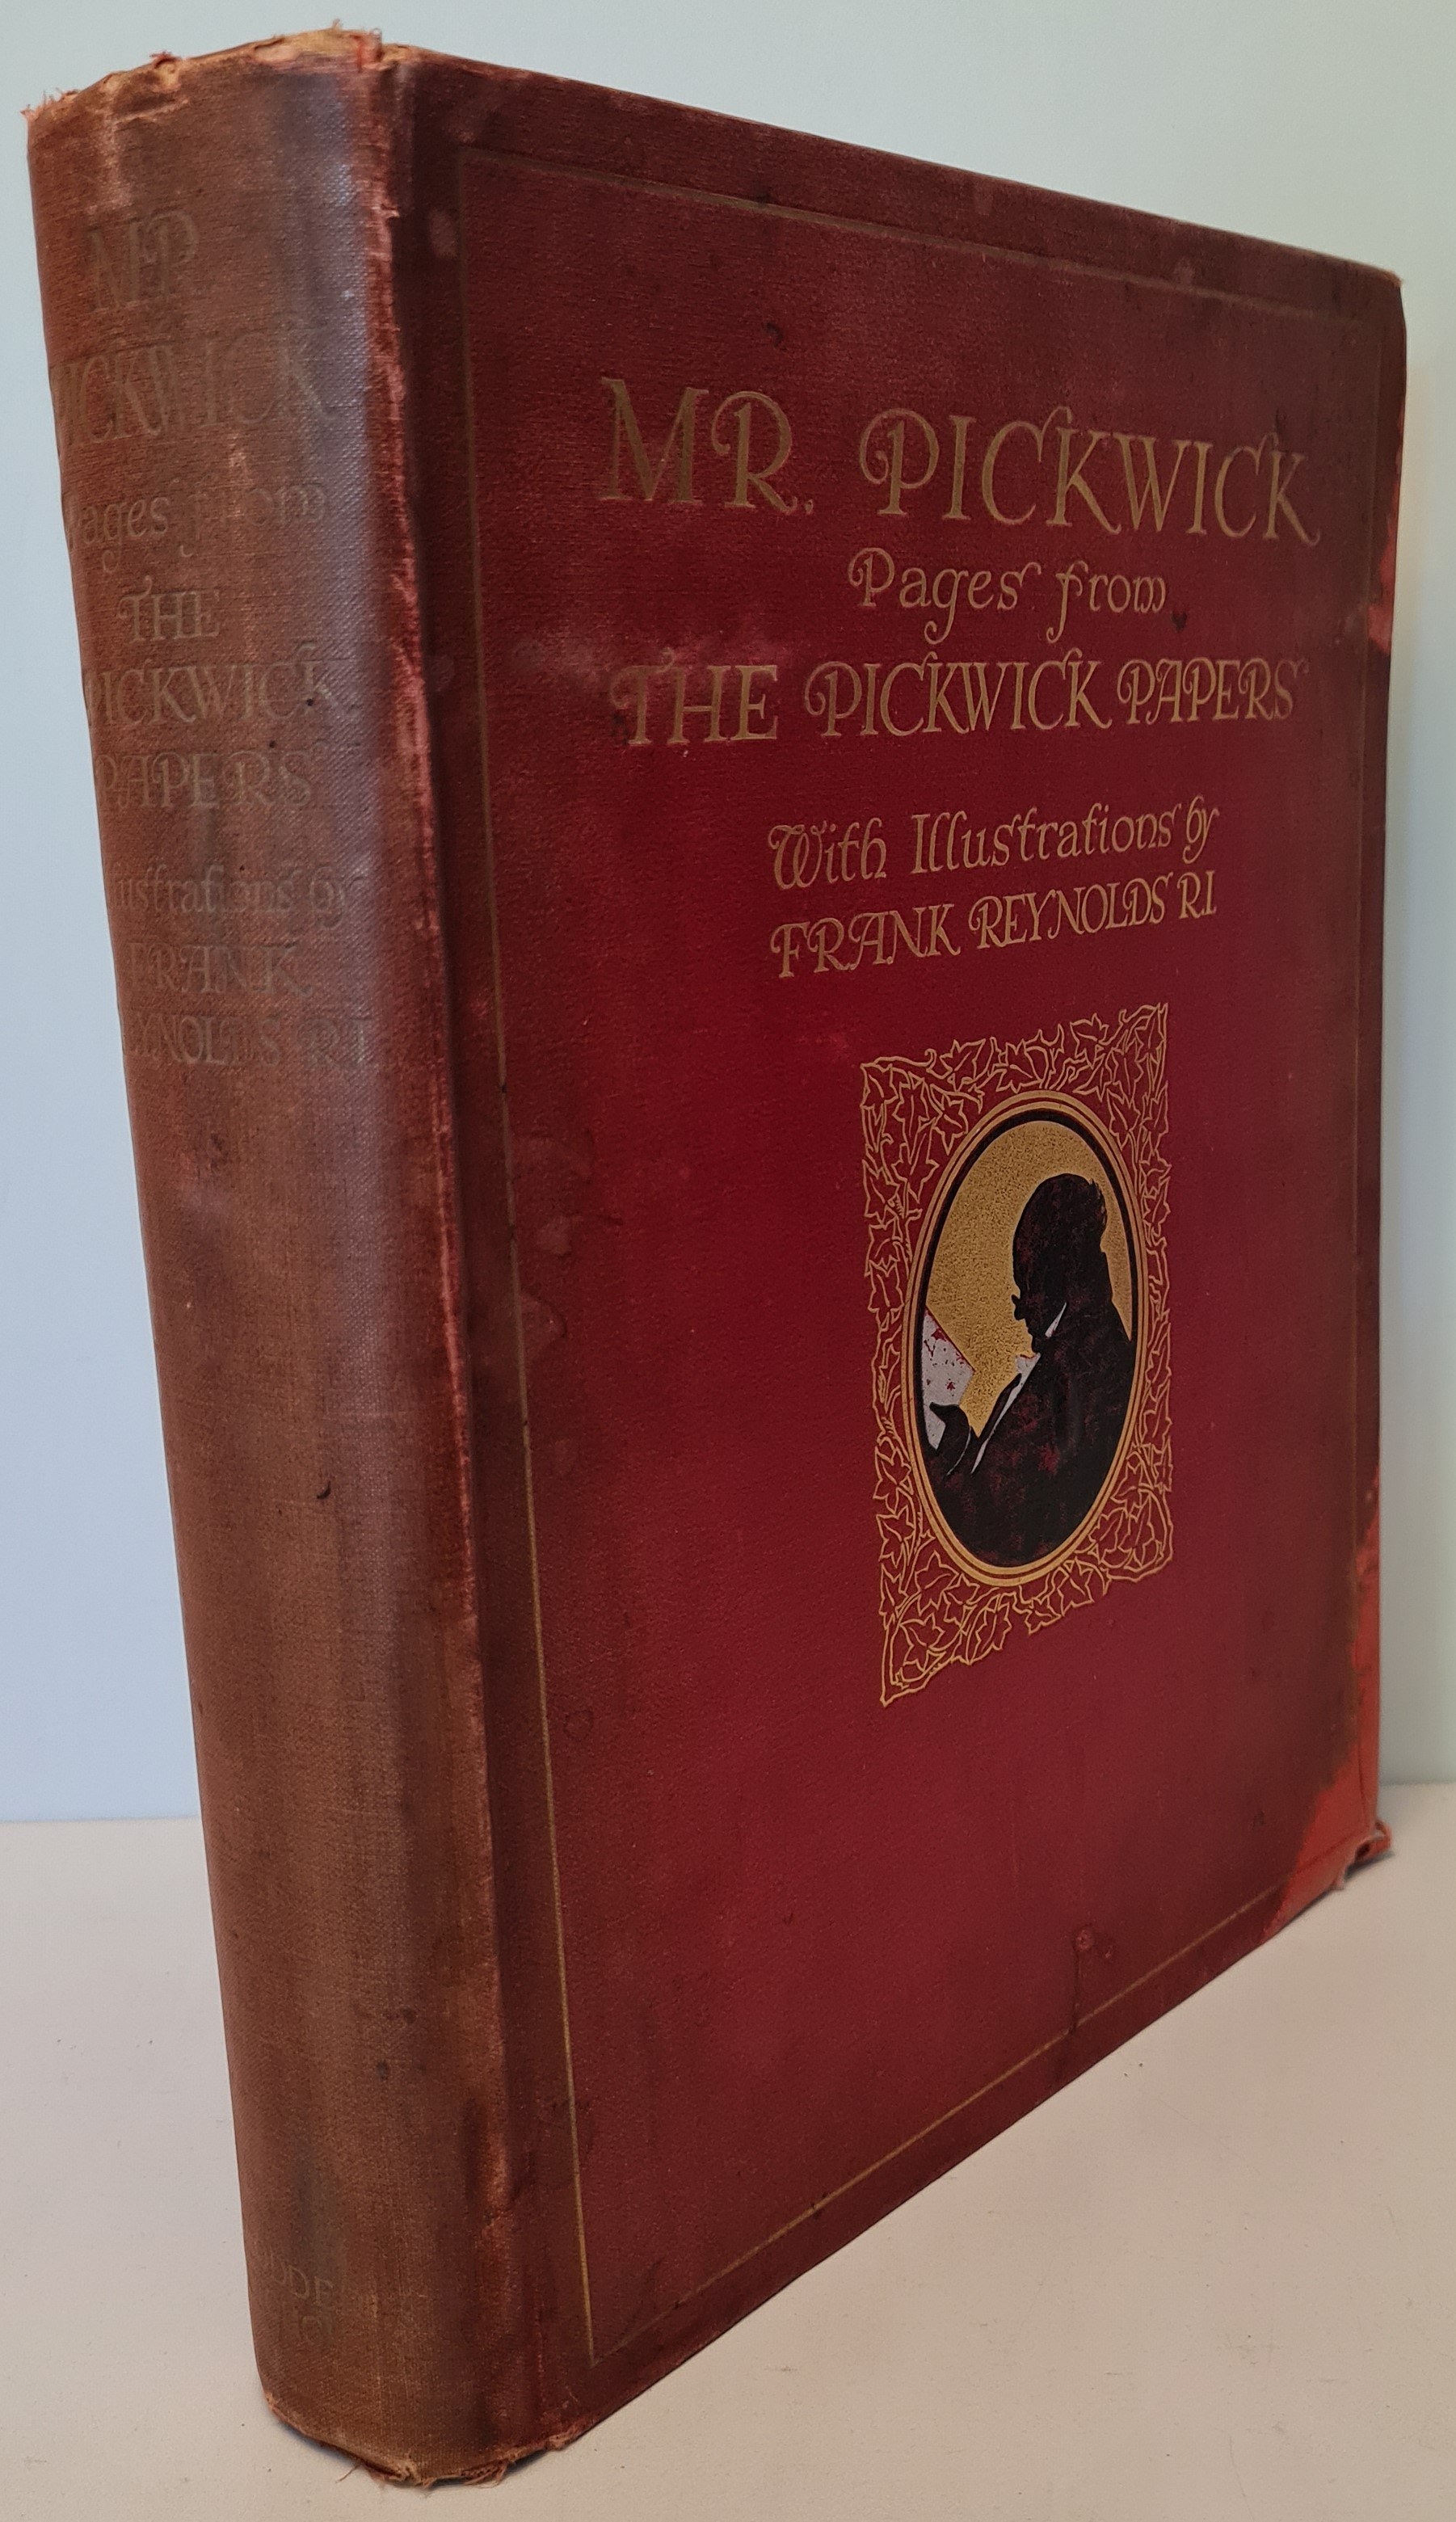 MR
PICKWICK
Pages from
THE
PICKWICK
PAPERS
Illustrations by
FRANK
REYNOLDS R.I.
MR. PICKWICK
Pages from
THE PICKWICK PAPERS
With Illustrations by
FRANK REYNOLDS R.I.